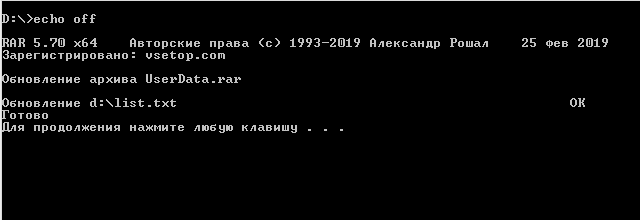 D:\>echo off
RAR 5.70 x64 Авторские права (c) 1993-2019 Александр Рошал 25 фев 2019
Зарегистрировано: vsetop.com
Обновление архива UserData.rar
Обновление d:\list.txt OK
Готово
Для продолжения нажмите любую клавишу . . .